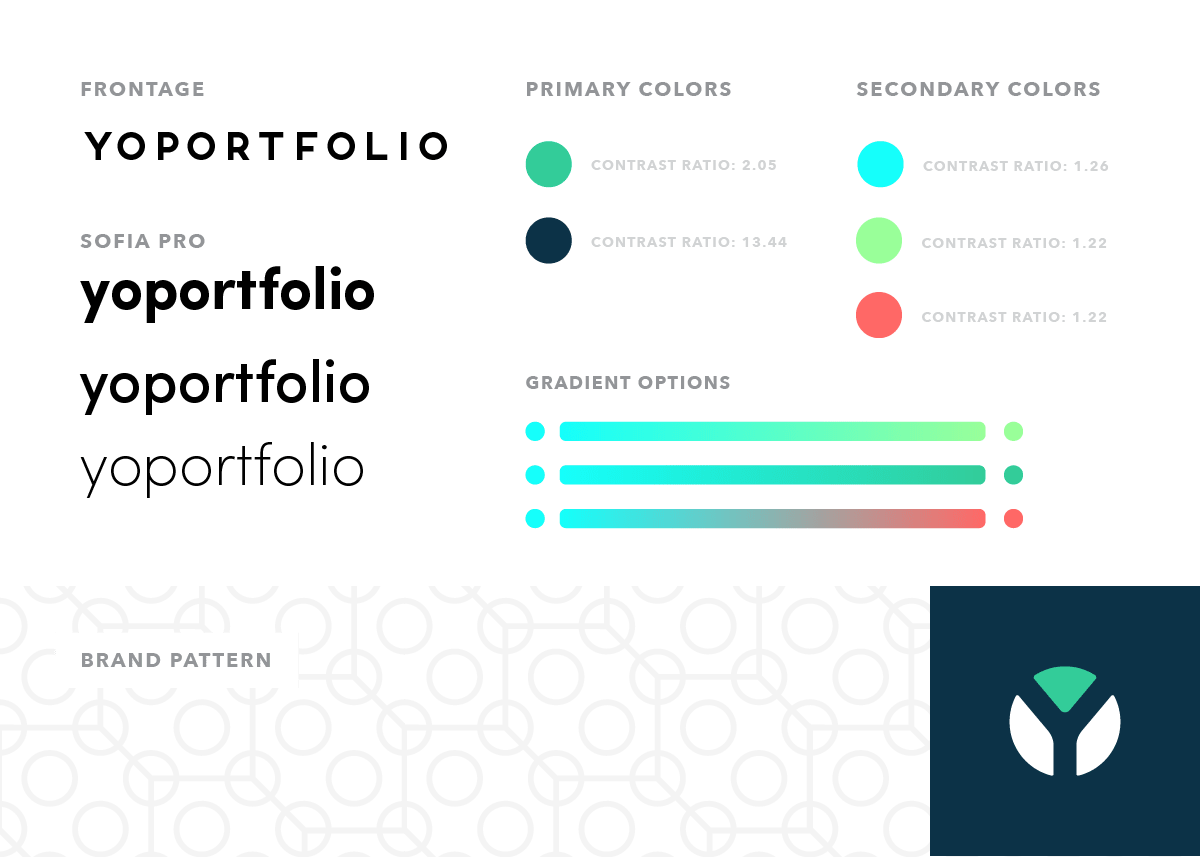 FRONTAGE
YOPORTFOLIO
SOFIA PRO
yoportfolio
yoportfolio
yoportfolio
PRIMARY COLORS
CONTRAST RATIO: 2.05
CONTRAST RATIO: 13.44
SECONDARY COLORS
CONTRAST RATIO: 1.26
CONTRAST RATIO: 1.22
CONTRAST RATIO: 1.22
GRADIENT OPTIONS
BRAND PATTERN